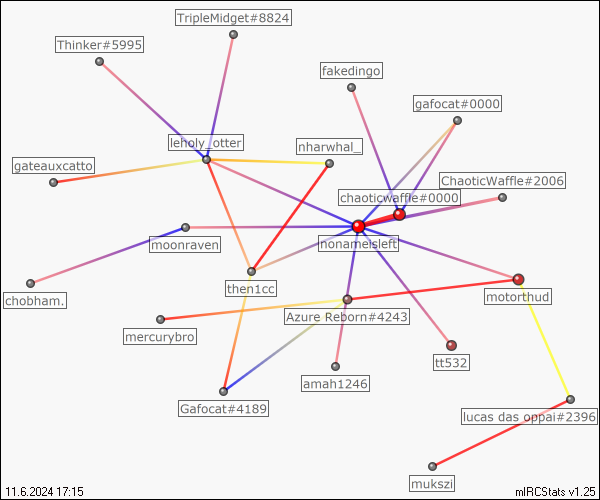 TripleMidget#8824
Thinker#5995
fakedingo
gafocat#0000
leholy_otter
nharwhal_
gateauxcatto
ChaoticWaffle#2006
chaoticwaffle#0000
moonraven
nonameisleft
then1cc
chobham.
motorthud
Azure Reborn#4243
mercurybro
tt532
amah1246
Gafocat#4189
lucas das oppai#2396
mukszi
11.6.2024 17:15
mIRCStats v1.25